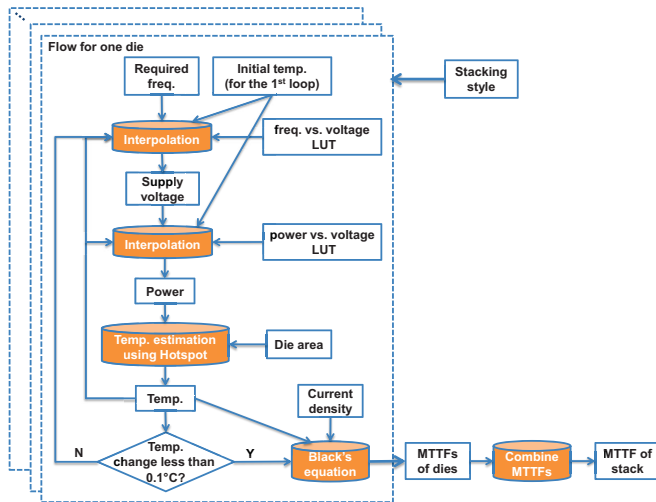 Flow for one die
Required
freq.
Initial temp.
(for the 1st loop)
Stacking
style
Interpolation
freq. vs. voltage
LUT
Supply
voltage
Interpolation
power vs. voltage
LUT
Power
Temp. estimation
using Hotspot
Die area
Temp.
Current
density
N
Temp.
change less than
0.1°C?
Y
Black's
equation
MTTFs
of dies
Combine
MTTFs
MTTF of
stack